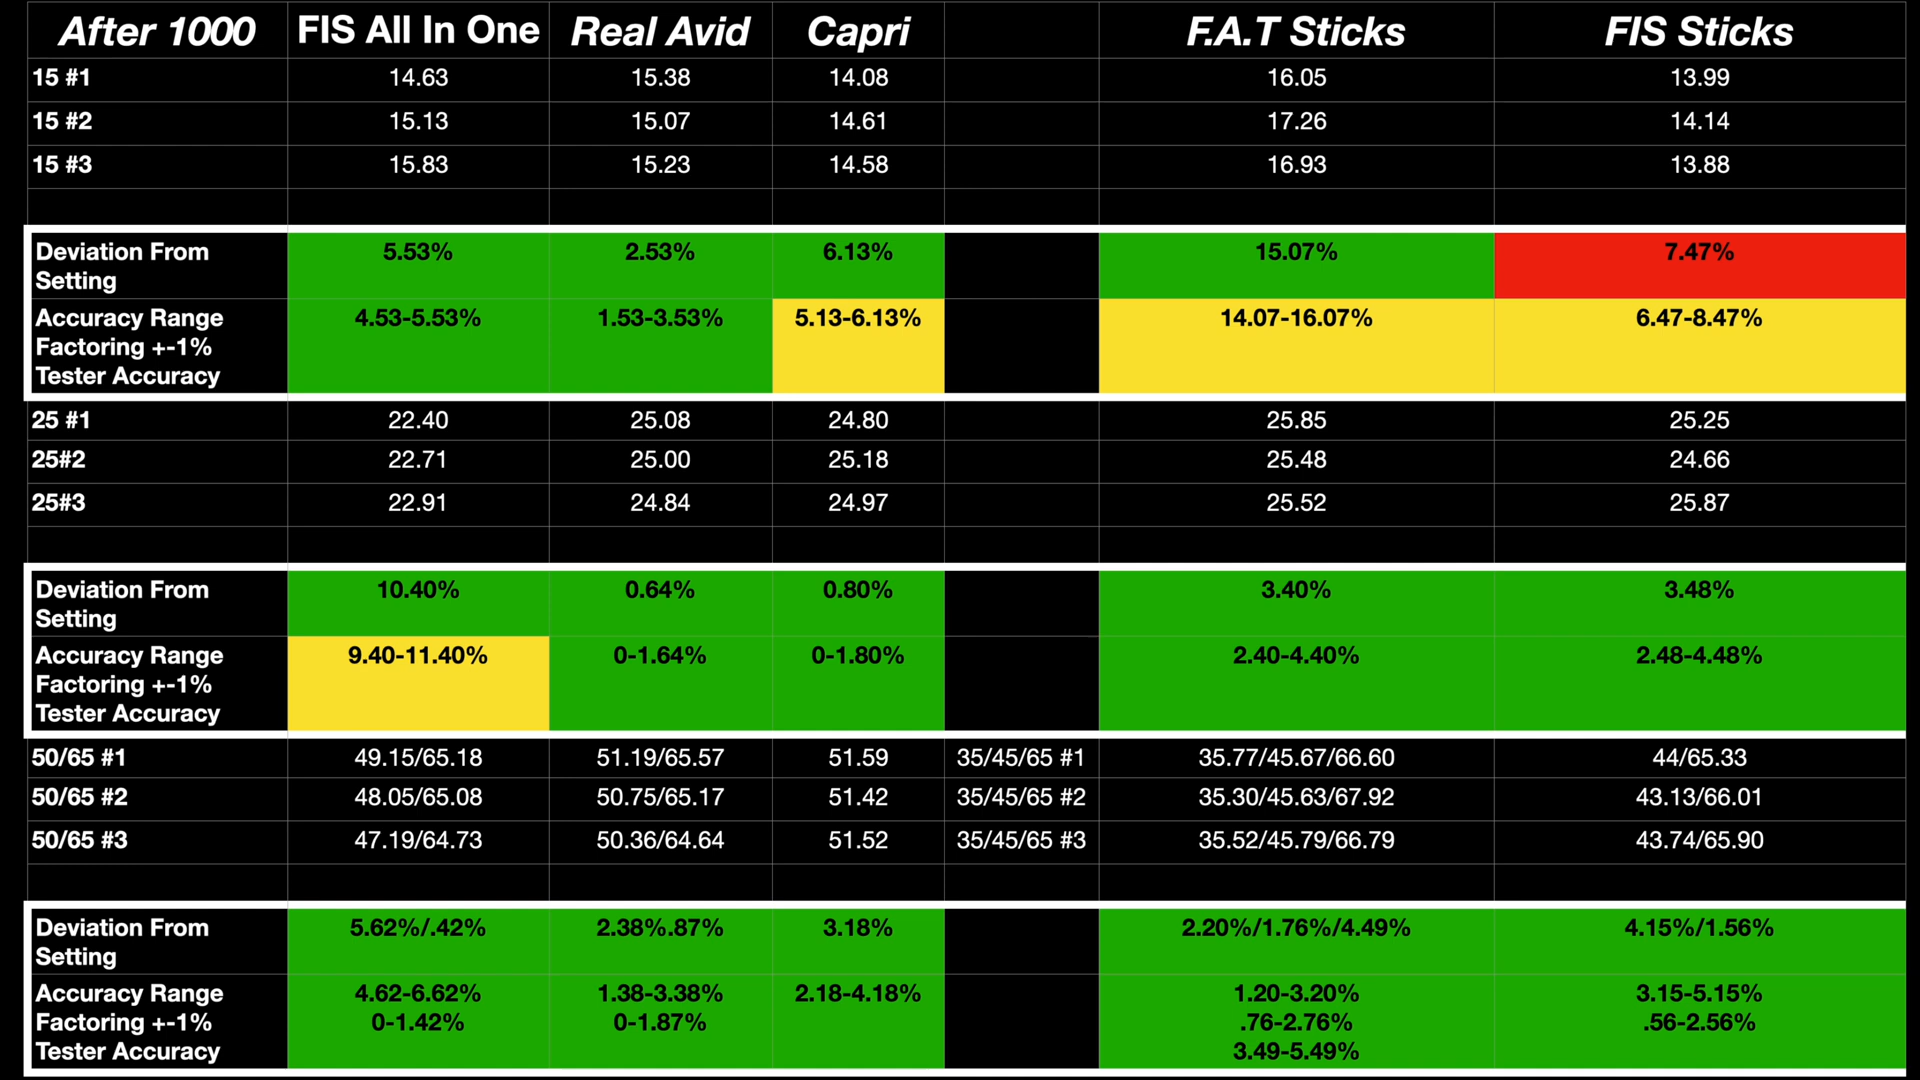 After 1000 FIS All In One Real Avid Capri F.A.T Sticks FIS Sticks
15 #1 14.63 15.38 14.08 16.05 13.99
15 #2 15.13 15.07 14.61 17.26 14.14
15 #3 15.83 15.23 14.58 16.93 13.88
Deviation From 5.53% 2.53% 6.13% 15.07% 7.47%
Setting
Accuracy Range 4.53-5.53% 1.53-3.53% 5.13-6.13% 14.07-16.07% 6.47-8.47%
Factoring +-1%
Tester Accuracy
25 #1 22.40 25.08 24.80 25.85 25.25
25#2 22.71 25.00 25.18 25.48 24.66
25#3 22.91 24.84 24.97 25.52 25.87
Deviation From 10.40% 0.64% 0.80% 3.40% 3.48%
Setting
Accuracy Range 9.40-11.40% 0-1.64% 0-1.80% 2.40-4.40% 2.48-4.48%
Factoring +-1%
Tester Accuracy
50/65 #1 49.15/65.18 51.19/65.57 51.59 35/45/65 #1 35.77/45.67/66.60 44/65.33
50/65 #2 48.05/65.08 50.75/65.17 51.42 35/45/65 #2 35.30/45.63/67.92 43.13/66.01
50/65 #3 47.19/64.73 50.36/64.64 51.52 35/45/65 #3 35.52/45.79/66.79 43.74/65.90
Deviation From 5.62%/.42% 2.38%.87% 3.18% 2.20%/1.76%/4.49% 4.15%/1.56%
Setting
Accuracy Range 4.62-6.62% 1.38-3.38% 2.18-4.18% 1.20-3.20% 3.15-5.15%
Factoring +-1% 0-1.42% 0-1.87% .76-2.76% .56-2.56%
Tester Accuracy 3.49-5.49%